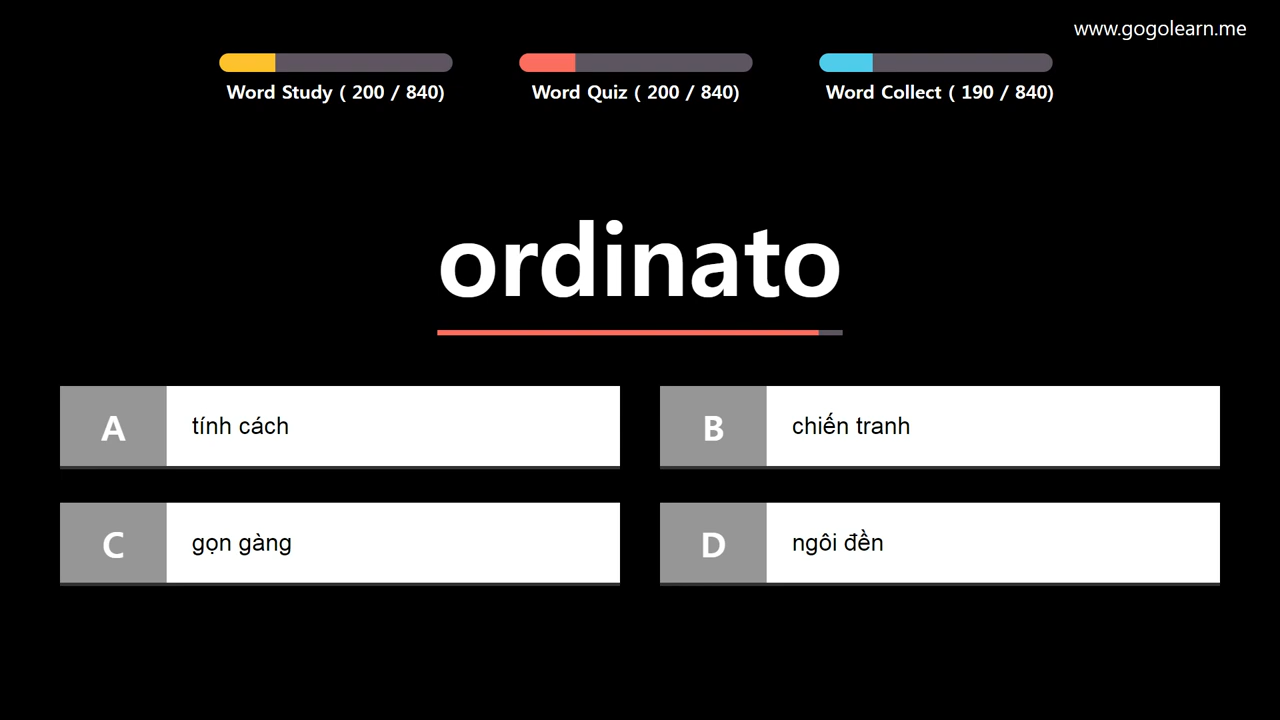 www.gogolearn.me
Word Study ( 200 / 840)
Word Quiz ( 200 / 840)
Word Collect ( 190 / 840)
ordinato
A
tính cách
B
chiến tranh
C
gọn gàng
D
ngôi đền